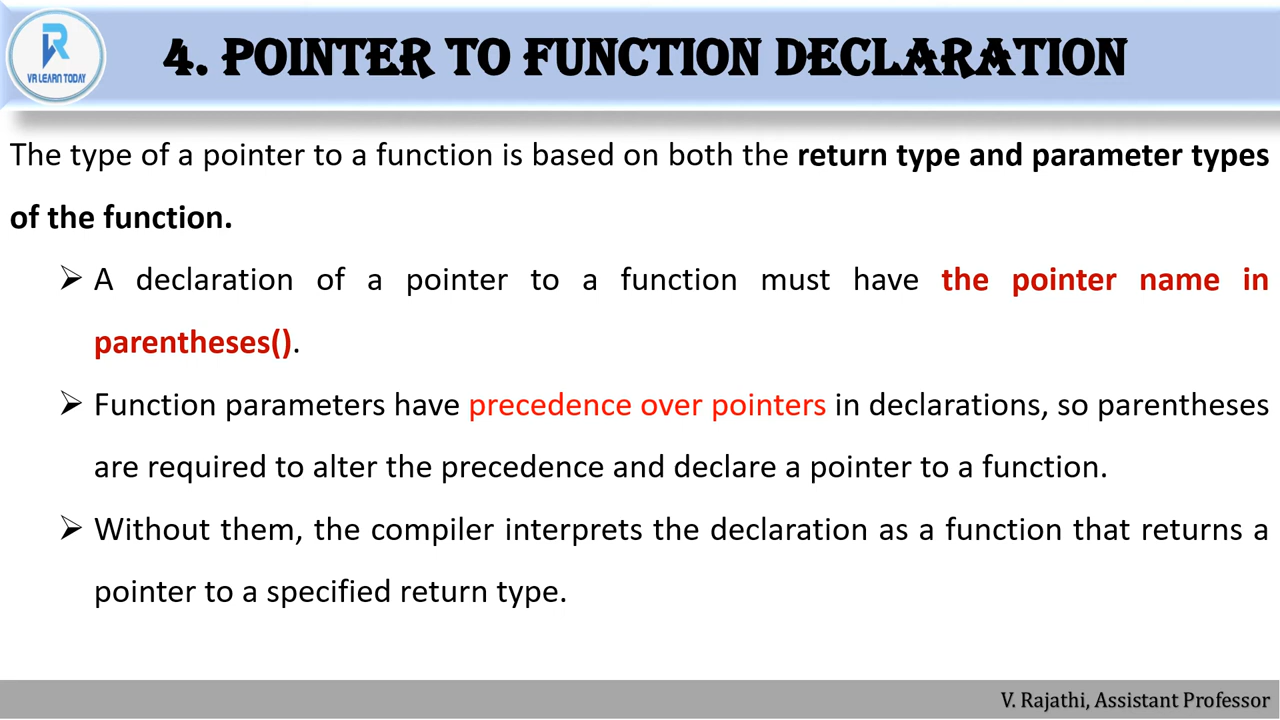 VR LEARN TODAY
4. POINTER TO FUNCTION DECLARATION
The type of a pointer to a function is based on both the return type and parameter types
of the function.
➢ A declaration of a pointer to a function must have the pointer name in
parentheses().
➢ Function parameters have precedence over pointers in declarations, so parentheses
are required to alter the precedence and declare a pointer to a function.
➢ Without them, the compiler interprets the declaration as a function that returns a
pointer to a specified return type.
V. Rajathi, Assistant Professor